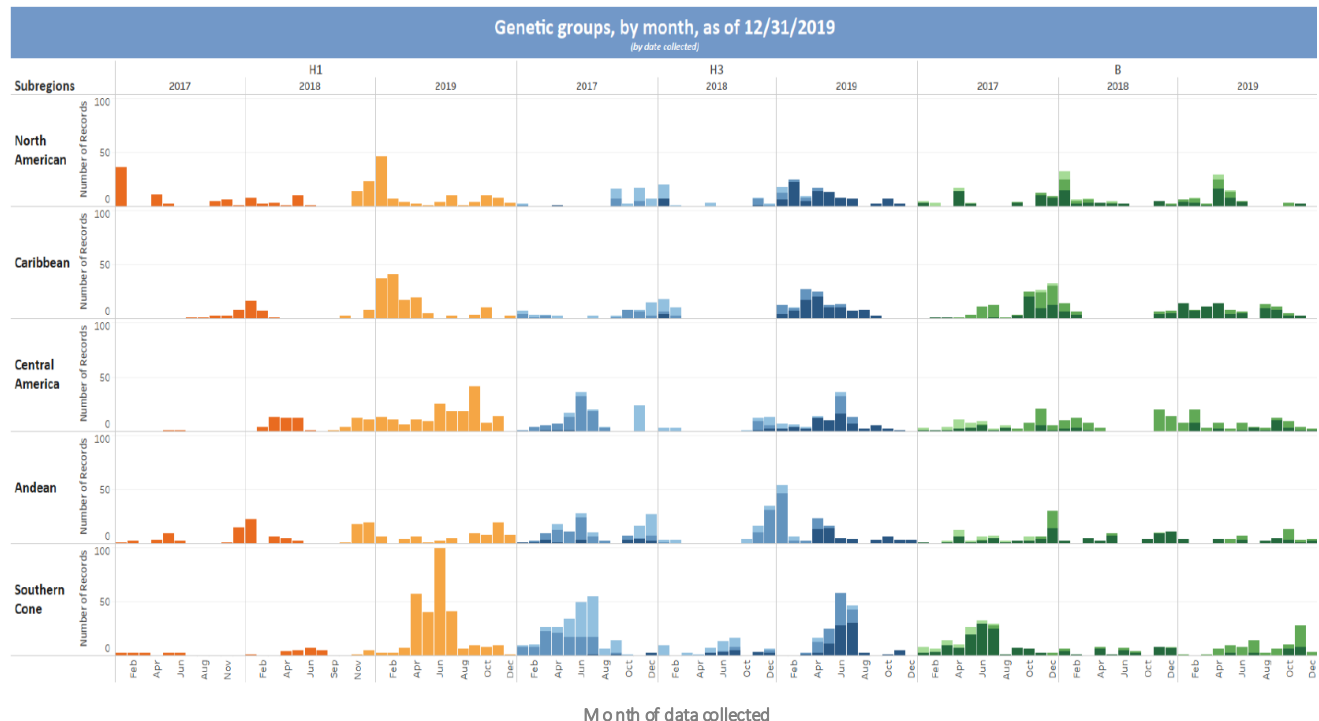 Genetic groups, by month, as of 12/31/2019
(by date collected)
H1 H3 B
Subregions 2017 2018 2019 2017 2018 2019 2017 2018 2019
North American
Number of Records
100
50
0
Caribbean
Number of Records
100
50
0
Central America
Number of Records
100
50
0
Andean
Number of Records
100
50
0
Southern Cone
Number of Records
100
50
0
Feb Apr Jun Aug Nov Feb Apr Jun Sep Nov Feb Apr Jun Aug Oct Dec Feb Apr Jun Aug Oct Dec Feb Apr Jun Aug Oct Dec Feb Apr Jun Aug Oct Dec Feb Apr Jun Aug Oct Dec Feb Apr Jun Aug Oct Dec Feb Apr Jun Aug Oct Dec
Month of data collected